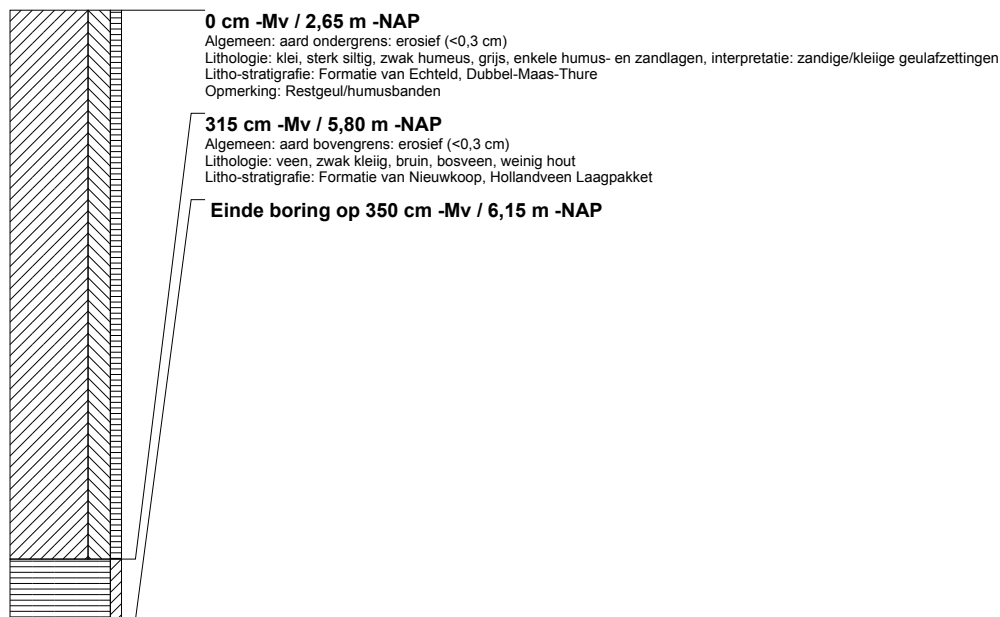 0 cm -Mv / 2,65 m -NAP
Algemeen: aard ondergrens: erosief (<0,3 cm)
Lithologie: klei, sterk siltig, zwak humeus, grijs, enkele humus- en zandlagen, interpretatie: zandige/kleiige geulafzettingen
Litho-stratigrafie: Formatie van Echteld, Dubbel-Maas-Thure
Opmerking: Restgeul/humusbanden
315 cm -Mv / 5,80 m -NAP
Algemeen: aard bovengrens: erosief (<0,3 cm)
Lithologie: veen, zwak kleiig, bruin, bosveen, weinig hout
Litho-stratigrafie: Formatie van Nieuwkoop, Hollandveen Laagpakket
Einde boring op 350 cm -Mv / 6,15 m -NAP